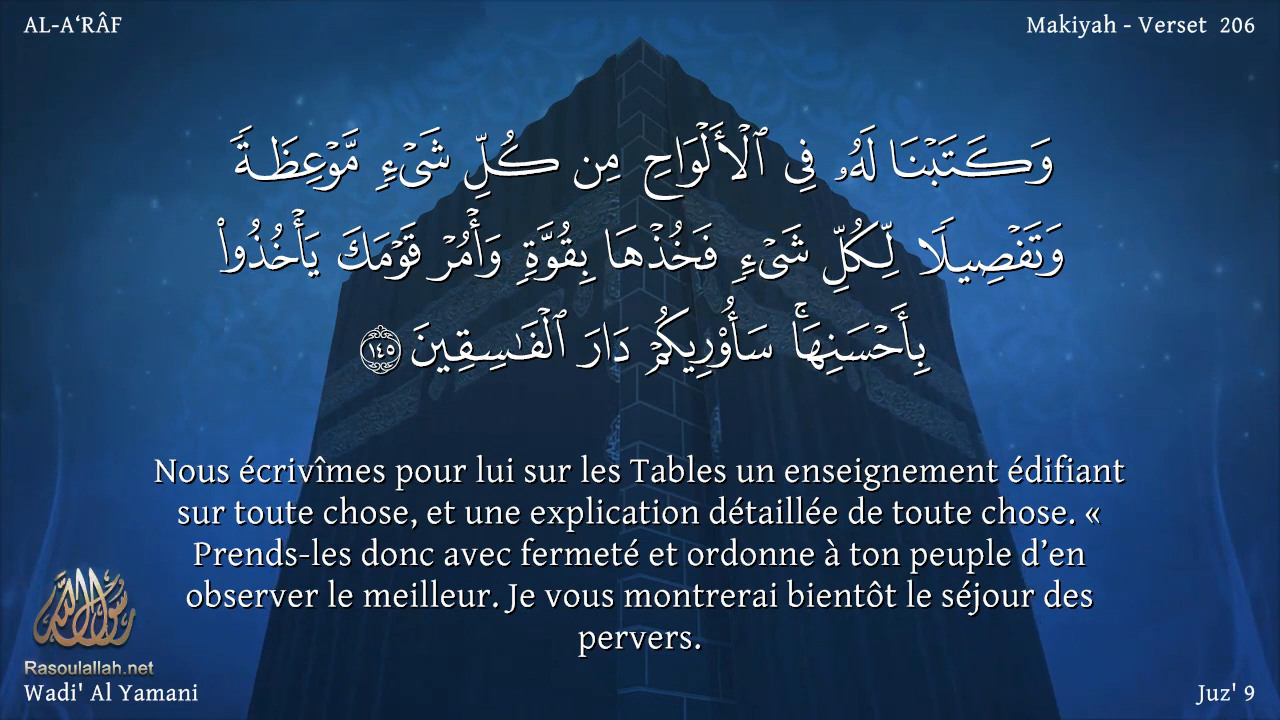 AL-A‘RÂF
Makiyah - Verset 206
وَكَتَبْنَا لَهُۥ فِى ٱلْأَلْوَاحِ مِن كُلِّ شَىْءٍ مَّوْعِظَةً
وَتَفْصِيلًا لِّكُلِّ شَىْءٍ فَخُذْهَا بِقُوَّةٍ وَأْمُرْ قَوْمَكَ يَأْخُذُوا۟
بِأَحْسَنِهَا ۚ سَأُو۟رِيكُمْ دَارَ ٱلْفَـٰسِقِينَ ١٤٥
Nous écrivîmes pour lui sur les Tables un enseignement édifiant
sur toute chose, et une explication détaillée de toute chose. «
Prends-les donc avec fermeté et ordonne à ton peuple d’en
observer le meilleur. Je vous montrerai bientôt le séjour des
pervers.
رسول الله
Rasoulallah.net
Wadi' Al Yamani
Juz' 9